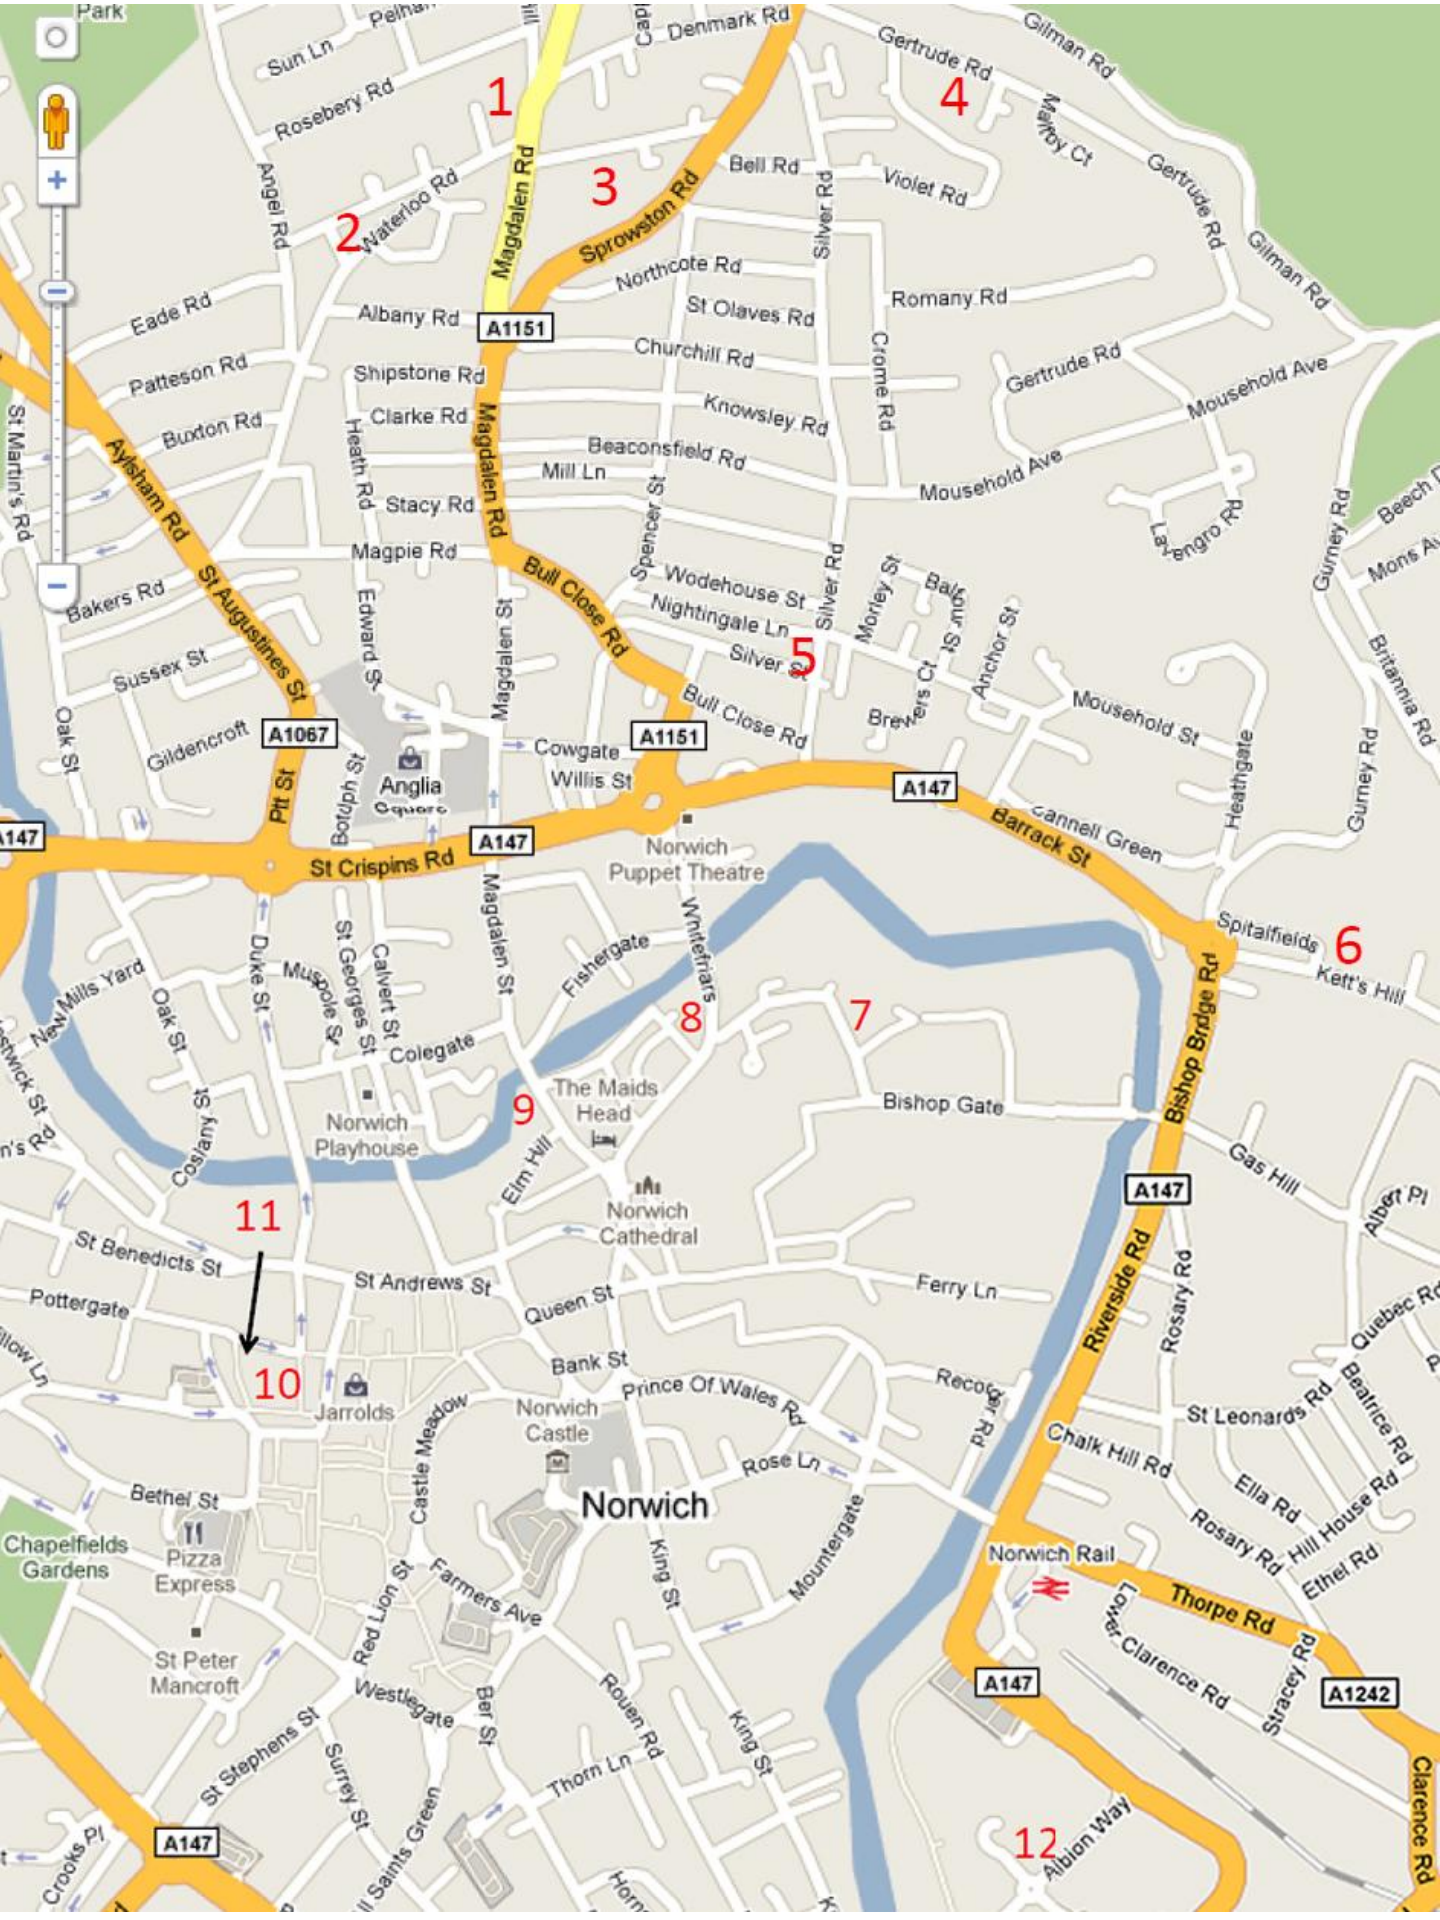 Park
Pelham
Sun Ln
Rosebery Rd
Denmark Rd
Gertrude Rd
Gilman Rd
1
4
Maltby Ct
Angel Rd
Waterloo Rd
2
Magdalen Rd
3
Sprowston Rd
Bell Rd
Silver Rd
Violet Rd
Gertrude Rd
Gilman Rd
Eade Rd
Albany Rd
A1151
Northcote Rd
St Olaves Rd
Romany Rd
Patteson Rd
Shipstone Rd
Churchill Rd
Crome Rd
Gertrude Rd
Mousehold Ave
St Martin's Rd
Buxton Rd
Clarke Rd
Magdalen Rd
Knowsley Rd
Beaconsfield Rd
Mill Ln
Mousehold Ave
Aylsham Rd
Heath Rd
Stacy Rd
Spencer St
Lavengro Rd
Gurney Rd
Beech D
Mons Av
Magpie Rd
Bull Close Rd
Wodehouse St
Silver Rd
Morley St
Balfour St
Bakers Rd
St Augustines St
Edward St
Magdalen St
Nightingale Ln
5
Silver St
Brewers Ct
Anchor St
Britannia Rd
Sussex St
Oak St
Gildencroft
A1067
Bull Close Rd
Mousehold St
Cowgate
A1151
Willis St
Pitt St
Botolph St
Anglia
Square
A147
Heathgate
Gurney Rd
A147
St Crispins Rd
A147
Barrack St
Cannell Green
Norwich
Puppet Theatre
Magdalen St
Whitefriars
Fishergate
Spitalfields
6
Kett's Hill
Duke St
St Georges St
Calvert St
Muspole St
New Mills Yard
Oak St
Colegate
8
7
Bishop Bridge Rd
The Maids
Head
9
Bishop Gate
Norwich
Playhouse
Coslany St
Elm Hill
Gas Hill
A147
Albert Pl
Norwich
Cathedral
11
St Benedicts St
St Andrews St
Queen St
Ferry Ln
Riverside Rd
Rosary Rd
Pottergate
Quebec Rd
10
Jarrolds
Bank St
Prince Of Wales Rd
Recorder Rd
Castle Meadow
Norwich
Castle
St Leonards Rd
Beatrice Rd
Chalk Hill Rd
Rose Ln
Ella Rd
Bethel St
Norwich
Rosary Rd
Hill House Rd
Chapelfields
Gardens
Pizza
Express
Mountergate
Norwich Rail
Ethel Rd
Farmers Ave
King St
Lower Clarence Rd
Thorpe Rd
Red Lion St
St Peter
Mancroft
Stracey Rd
A1242
A147
Westlegate
Ber St
Rouen Rd
King St
St Stephens St
Surrey St
Thorn Ln
Clarence Rd
A147
Crooks Pl
All Saints Green
12
Albion Way